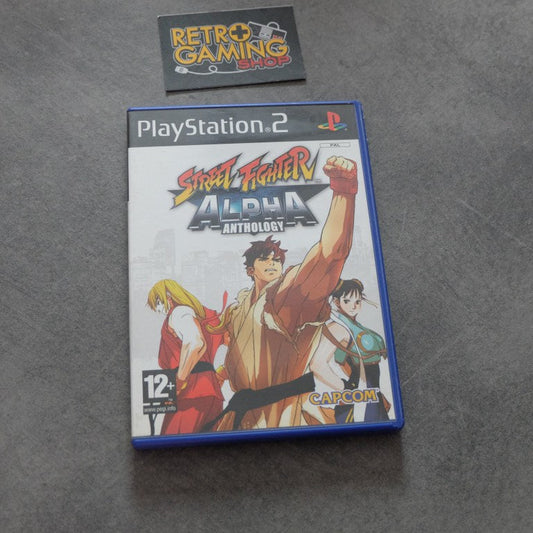 RETRO
GAMING
SHOP
PlayStation®2
PAL
STREET FIGHTER
ALPHA
ANTHOLOGY
12+
www.pegi.info
CAPCOM